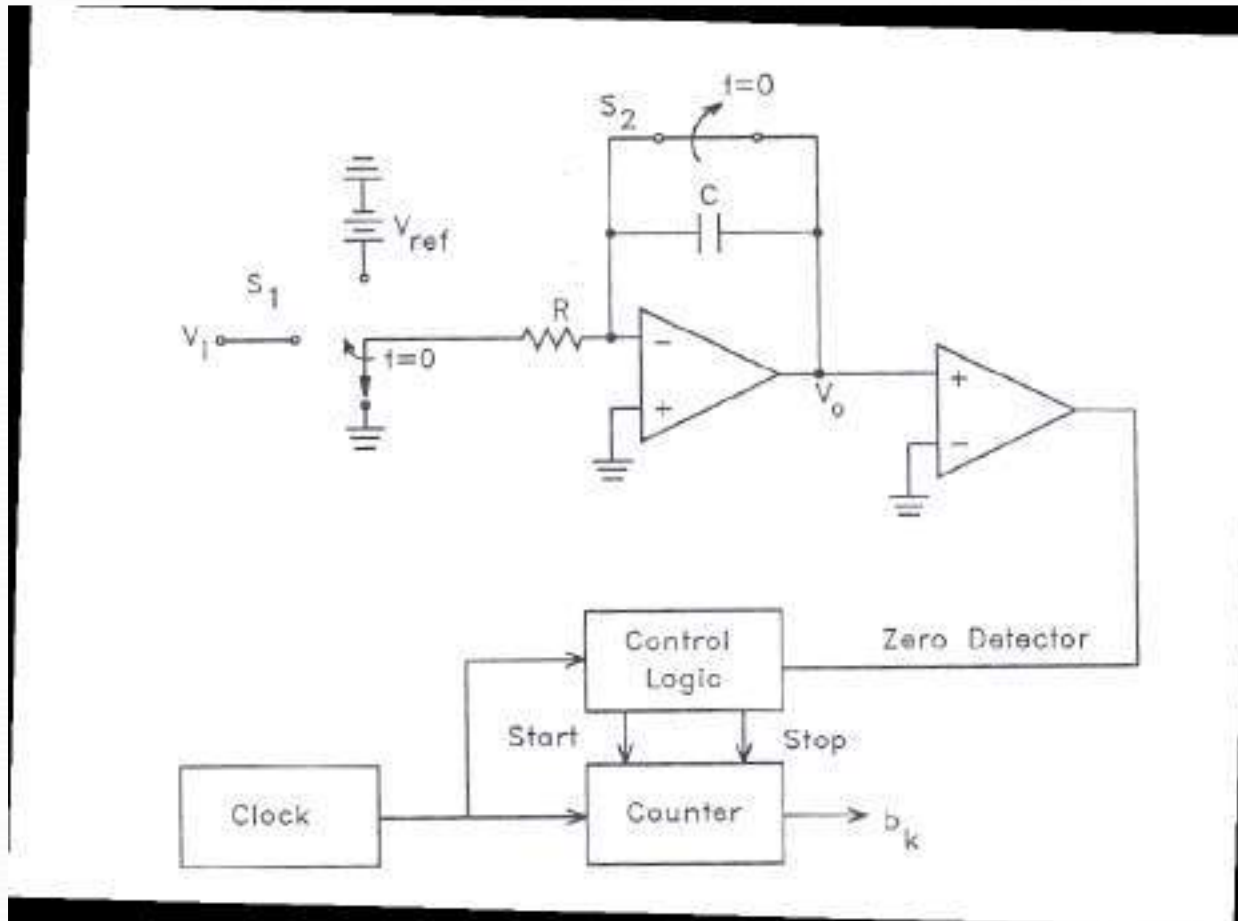 t=0
S2
C
Vref
S1
R
Vi
t=0
−
+
Vo
+
−
Control
Logic
Zero Detector
Start
Stop
Clock
Counter
bk